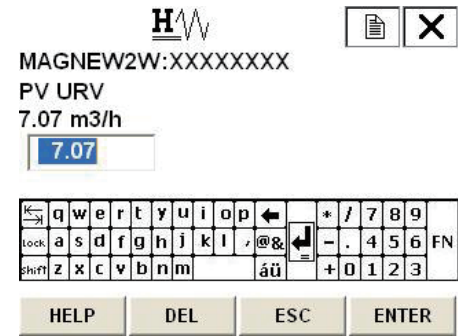 H
MAGNEW2W:XXXXXXXX
PV URV
7.07 m3/h
7.07
q w e r t y u i o p * / 7 8 9
Lock a s d f g h j k l , @& - . 4 5 6 FN
Shift z x c v b n m áü + 0 1 2 3
HELP DEL ESC ENTER